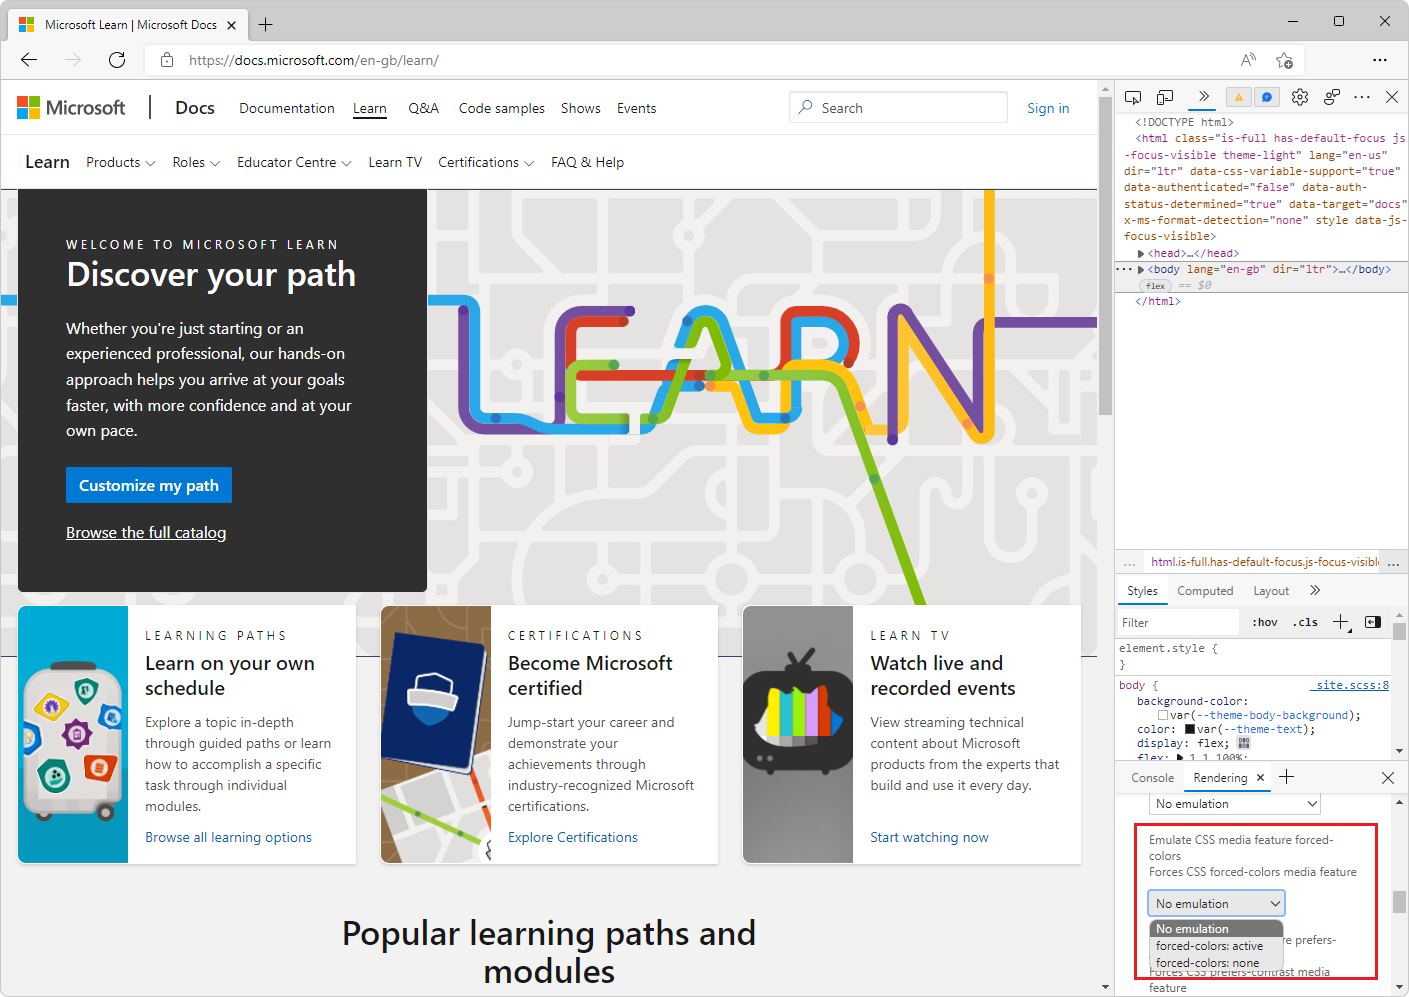 Microsoft Learn | Microsoft Docs
https://docs.microsoft.com/en-gb/learn/
Microsoft
Docs
Documentation
Learn
Q&A
Code samples
Shows
Events
Search
Sign in
Learn
Products
Roles
Educator Centre
Learn TV
Certifications
FAQ & Help
WELCOME TO MICROSOFT LEARN
Discover your path
Whether you're just starting or an
experienced professional, our hands-on
approach helps you arrive at your goals
faster, with more confidence and at your
own pace.
Customize my path
Browse the full catalog
LEARN
LEARNING PATHS
Learn on your own
schedule
Explore a topic in-depth
through guided paths or learn
how to accomplish a specific
task through individual
modules.
Browse all learning options
CERTIFICATIONS
Become Microsoft
certified
Jump-start your career and
demonstrate your
achievements through
industry-recognized Microsoft
certifications.
Explore Certifications
LEARN TV
Watch live and
recorded events
View streaming technical
content about Microsoft
products from the experts that
build and use it every day.
Start watching now
Popular learning paths and
modules
<!DOCTYPE html>
<html class="is-full has-default-focus js
-focus-visible theme-light" lang="en-us"
dir="ltr" data-css-variable-support="true"
data-authenticated="false" data-auth-
status-determined="true" data-target="docs"
x-ms-format-detection="none" style data-js-
focus-visible>
<head>…</head>
<body lang="en-gb" dir="ltr">…</body>
flex == $0
</html>
... html.is-full.has-default-focus.js-focus-visible ...
Styles
Computed
Layout
Filter
:hov
.cls
element.style {
}
body {
_site.scss:8
background-color:
var(--theme-body-background);
color: var(--theme-text);
display: flex;
flex: 1 1 100%;
Console
Rendering
No emulation
Emulate CSS media feature forced-
colors
Forces CSS forced-colors media feature
No emulation
No emulation
forced-colors: active
forced-colors: none
re prefers-
Forces CSS prefers-contrast media
feature